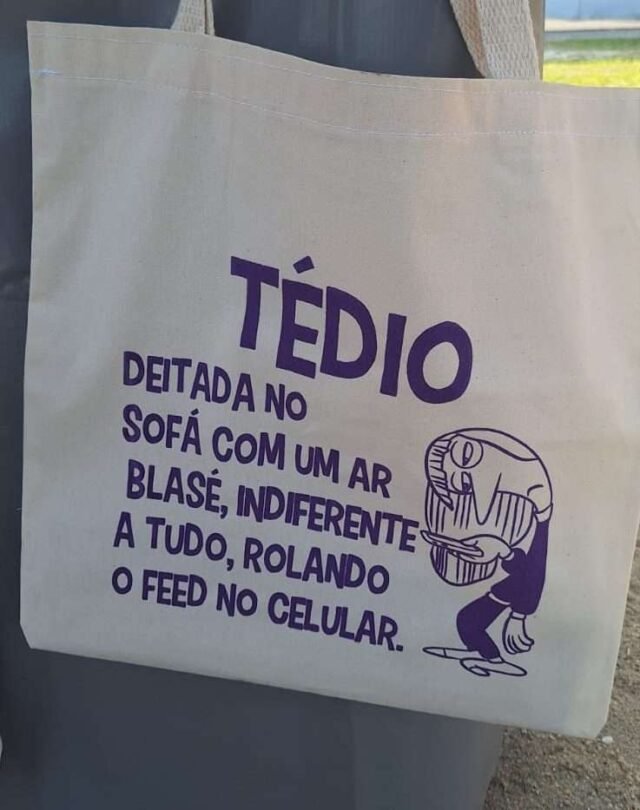 TÉDIO
DEITADA NO
SOFÁ COM UM AR
BLASÉ, INDIFERENTE
A TUDO, ROLANDO
O FEED NO CELULAR.